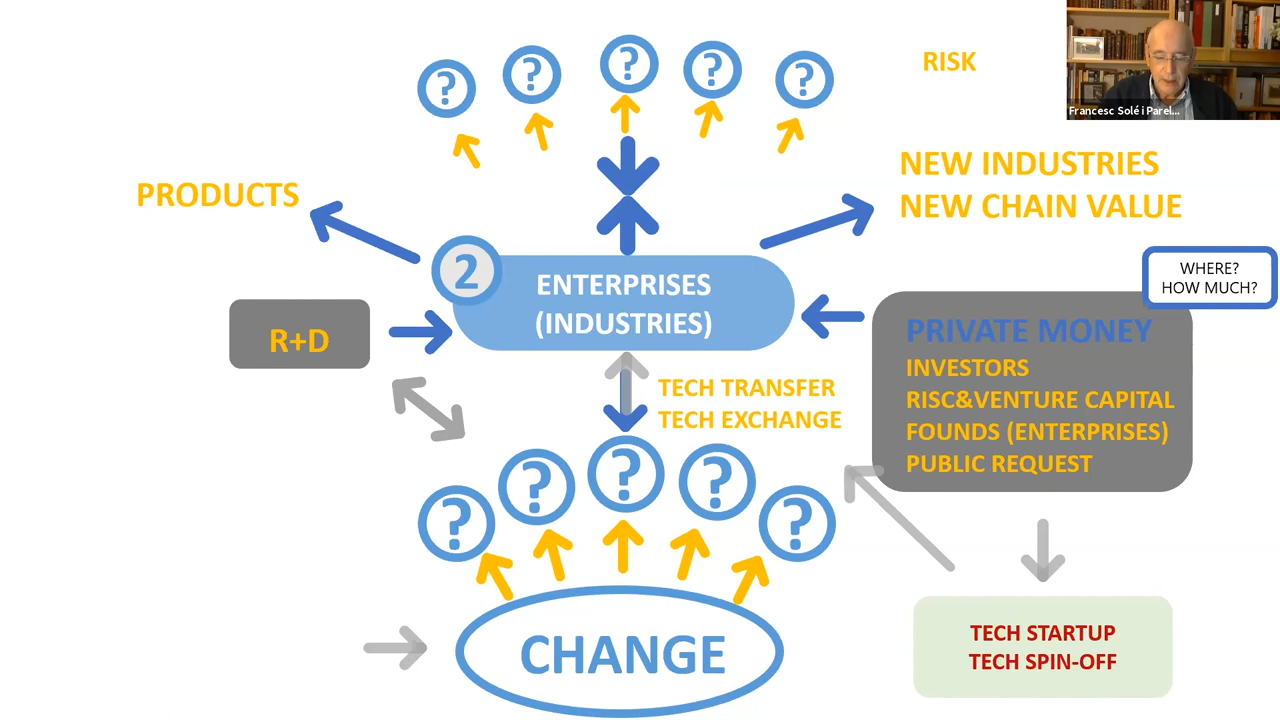 ?
?
?
?
?
RISK
Francesc Solé i Parel...
PRODUCTS
NEW INDUSTRIES
NEW CHAIN VALUE
2
ENTERPRISES
(INDUSTRIES)
WHERE?
HOW MUCH?
R+D
PRIVATE MONEY
INVESTORS
RISC&VENTURE CAPITAL
FOUNDS (ENTERPRISES)
PUBLIC REQUEST
TECH TRANSFER
TECH EXCHANGE
?
?
?
?
?
CHANGE
TECH STARTUP
TECH SPIN-OFF